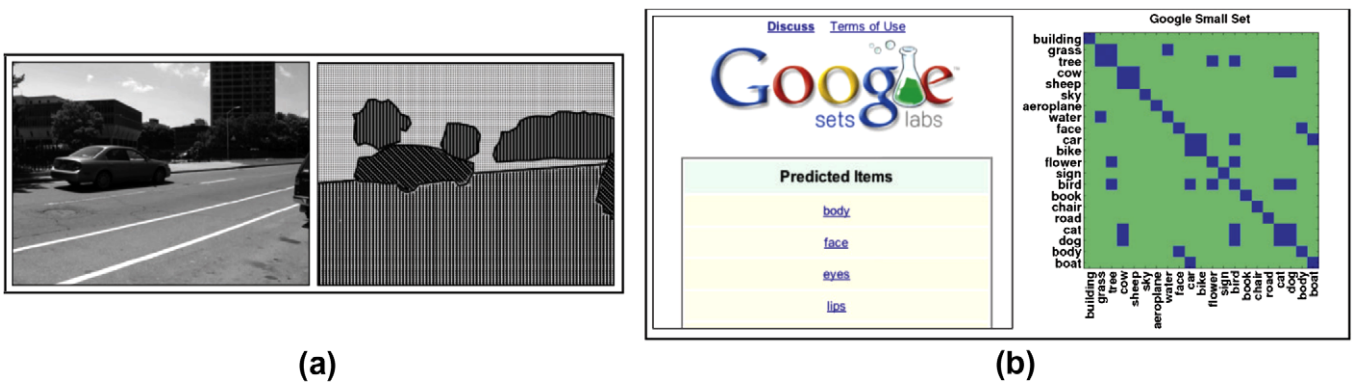 Discuss Terms of Use
Google™
sets labs
Predicted Items
body
face
eyes
lips
Google Small Set
building
grass
tree
cow
sheep
sky
aeroplane
water
face
car
bike
flower
sign
bird
book
chair
road
cat
dog
body
boat
building
grass
tree
cow
sheep
sky
aeroplane
water
face
car
bike
flower
sign
bird
book
chair
road
cat
dog
body
boat
(a)
(b)